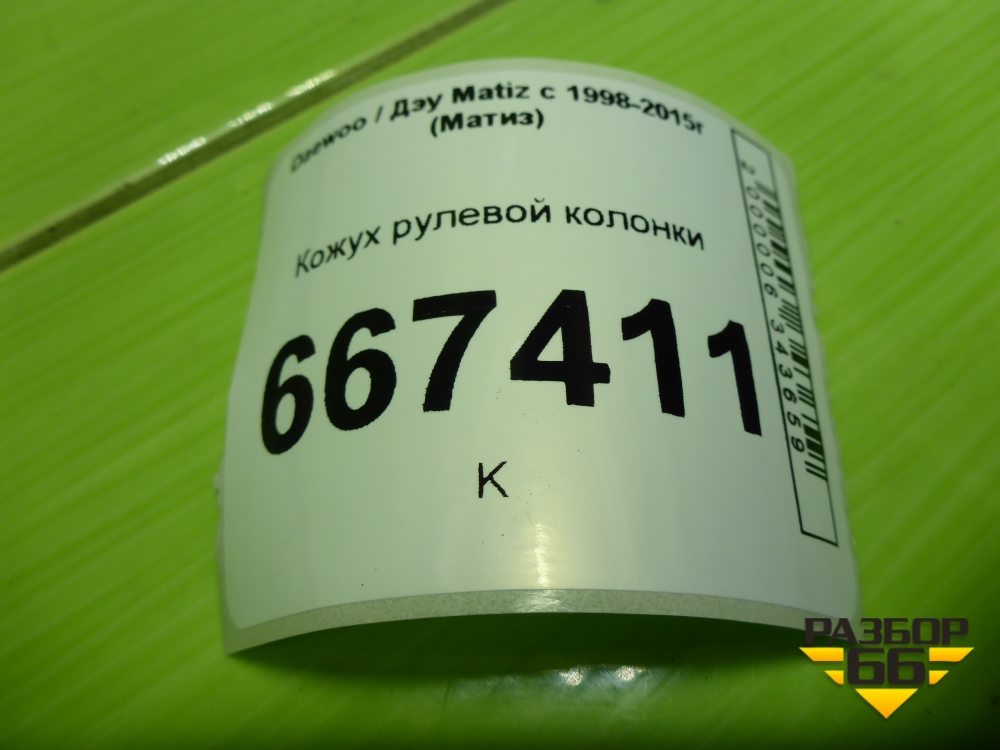 Daewoo / Дэу Matiz с 1998-2015г
(Матиз)
Кожух рулевой колонки
667411
К
2000006343659
РАЗБОР
66